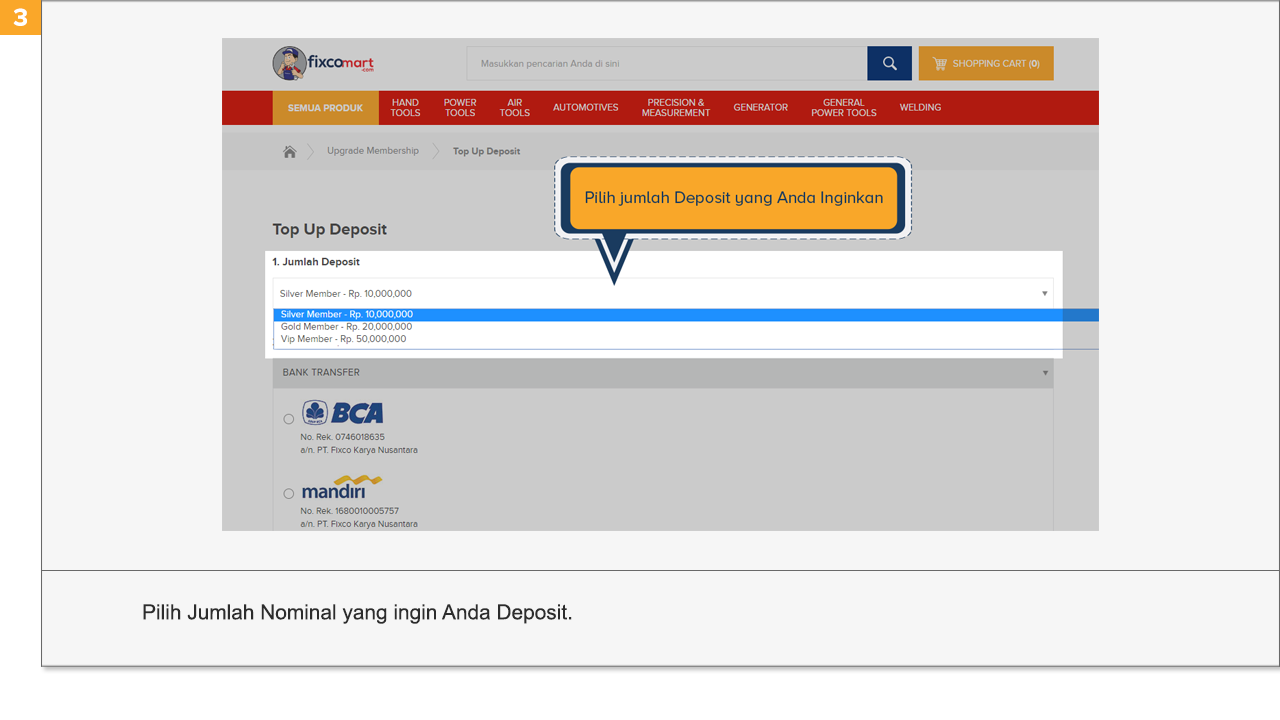 3
fixcomart
.com
Masukkan pencarian Anda di sini
SHOPPING CART (0)
SEMUA PRODUK
HAND TOOLS
POWER TOOLS
AIR TOOLS
AUTOMOTIVES
PRECISION & MEASUREMENT
GENERATOR
GENERAL POWER TOOLS
WELDING
Upgrade Membership
Top Up Deposit
Pilih jumlah Deposit yang Anda Inginkan
Top Up Deposit
1. Jumlah Deposit
Silver Member - Rp. 10,000,000
Silver Member - Rp. 10,000,000
Gold Member - Rp. 20,000,000
Vip Member - Rp. 50,000,000
BANK TRANSFER
BCA
No. Rek. 0746018635
a/n. PT. Fixco Karya Nusantara
mandiri
No. Rek. 1680010005757
a/n. PT. Fixco Karya Nusantara
Pilih Jumlah Nominal yang ingin Anda Deposit.